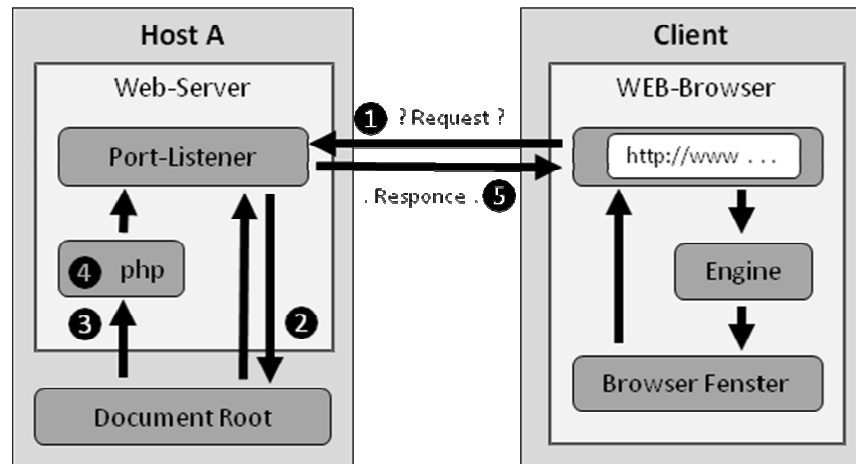 Host A
Client
Web-Server
WEB-Browser
1 ? Request ?
Port-Listener
http://www ...
. Responce . 5
4 php
Engine
3
2
Browser Fenster
Document Root